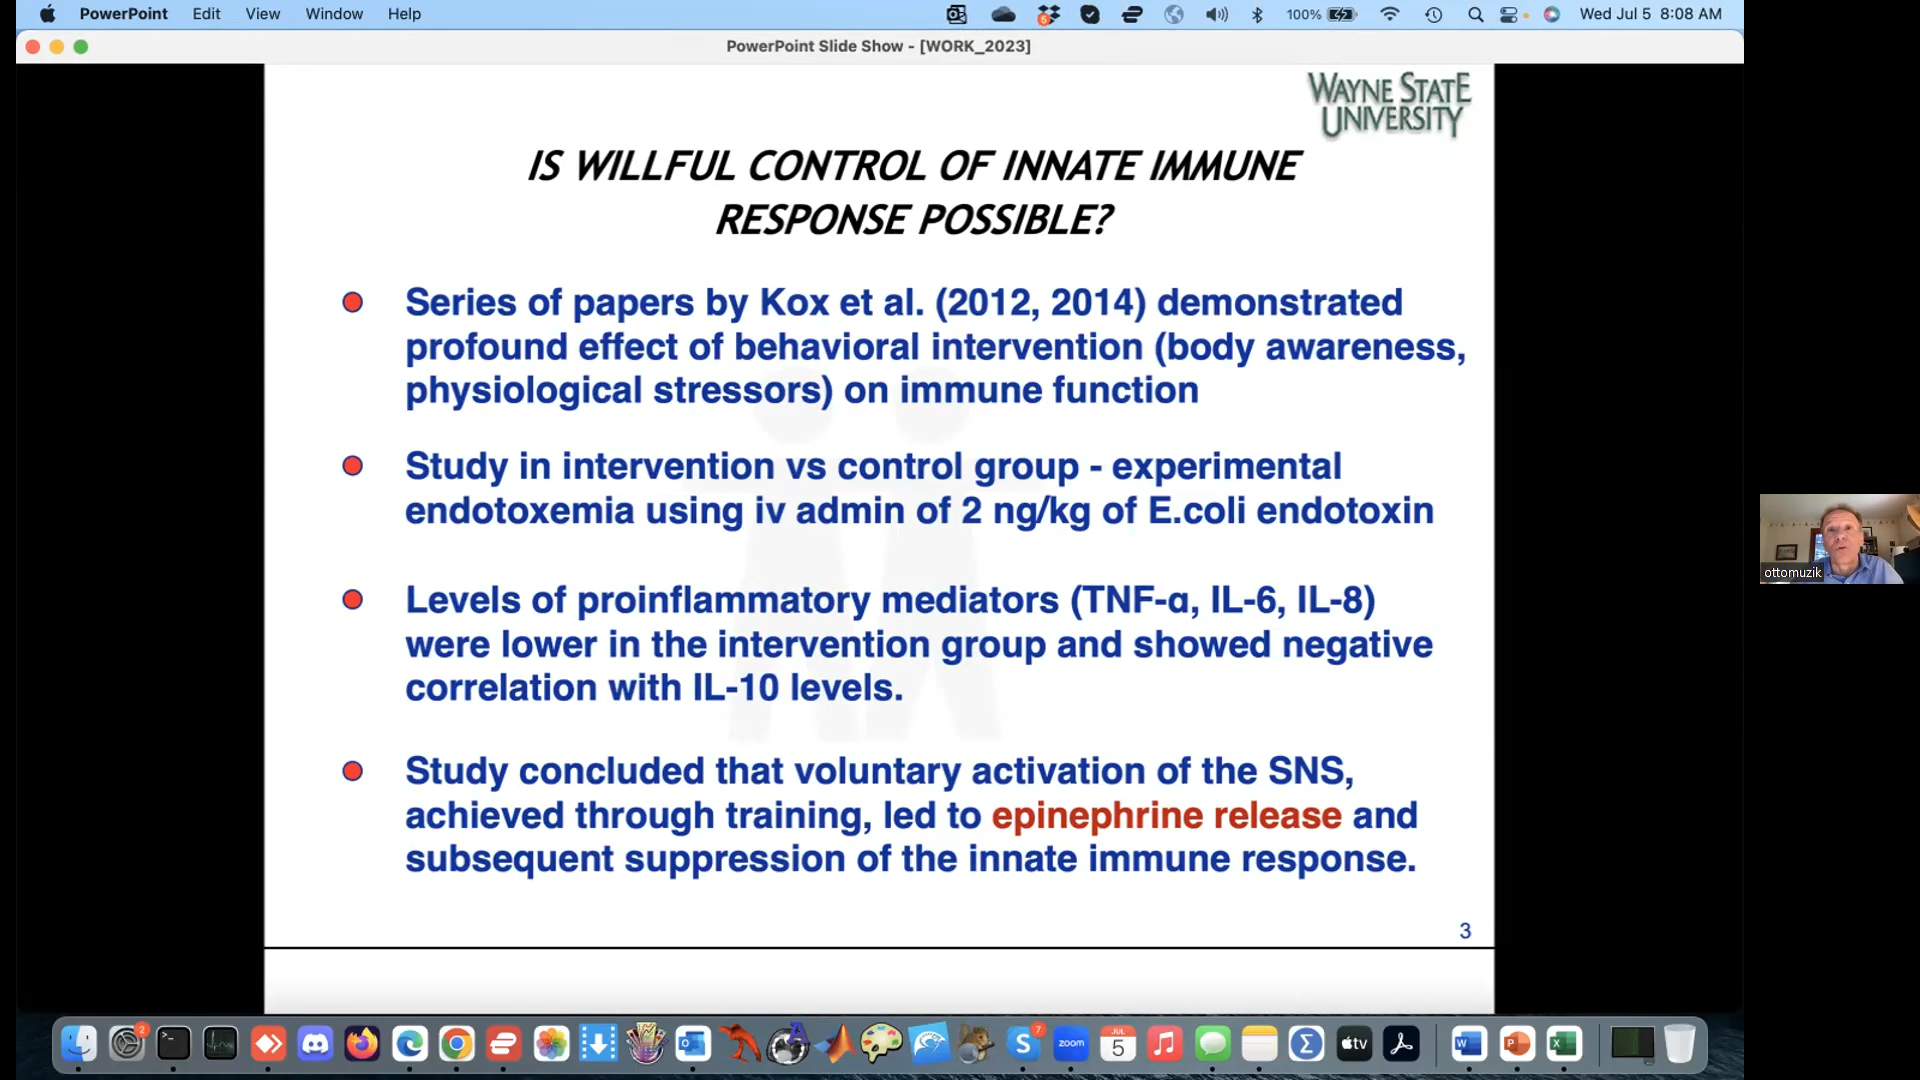 PowerPoint Edit View Window Help
100% Wed Jul 5 8:08 AM
PowerPoint Slide Show - [WORK_2023]
WAYNE STATE
UNIVERSITY
IS WILLFUL CONTROL OF INNATE IMMUNE
RESPONSE POSSIBLE?
Series of papers by Kox et al. (2012, 2014) demonstrated
profound effect of behavioral intervention (body awareness,
physiological stressors) on immune function
Study in intervention vs control group - experimental
endotoxemia using iv admin of 2 ng/kg of E.coli endotoxin
Levels of proinflammatory mediators (TNF-α, IL-6, IL-8)
were lower in the intervention group and showed negative
correlation with IL-10 levels.
Study concluded that voluntary activation of the SNS,
achieved through training, led to epinephrine release and
subsequent suppression of the innate immune response.
3
ottomuzik
2
7
zoom
JUL
5
tv
W
P
X